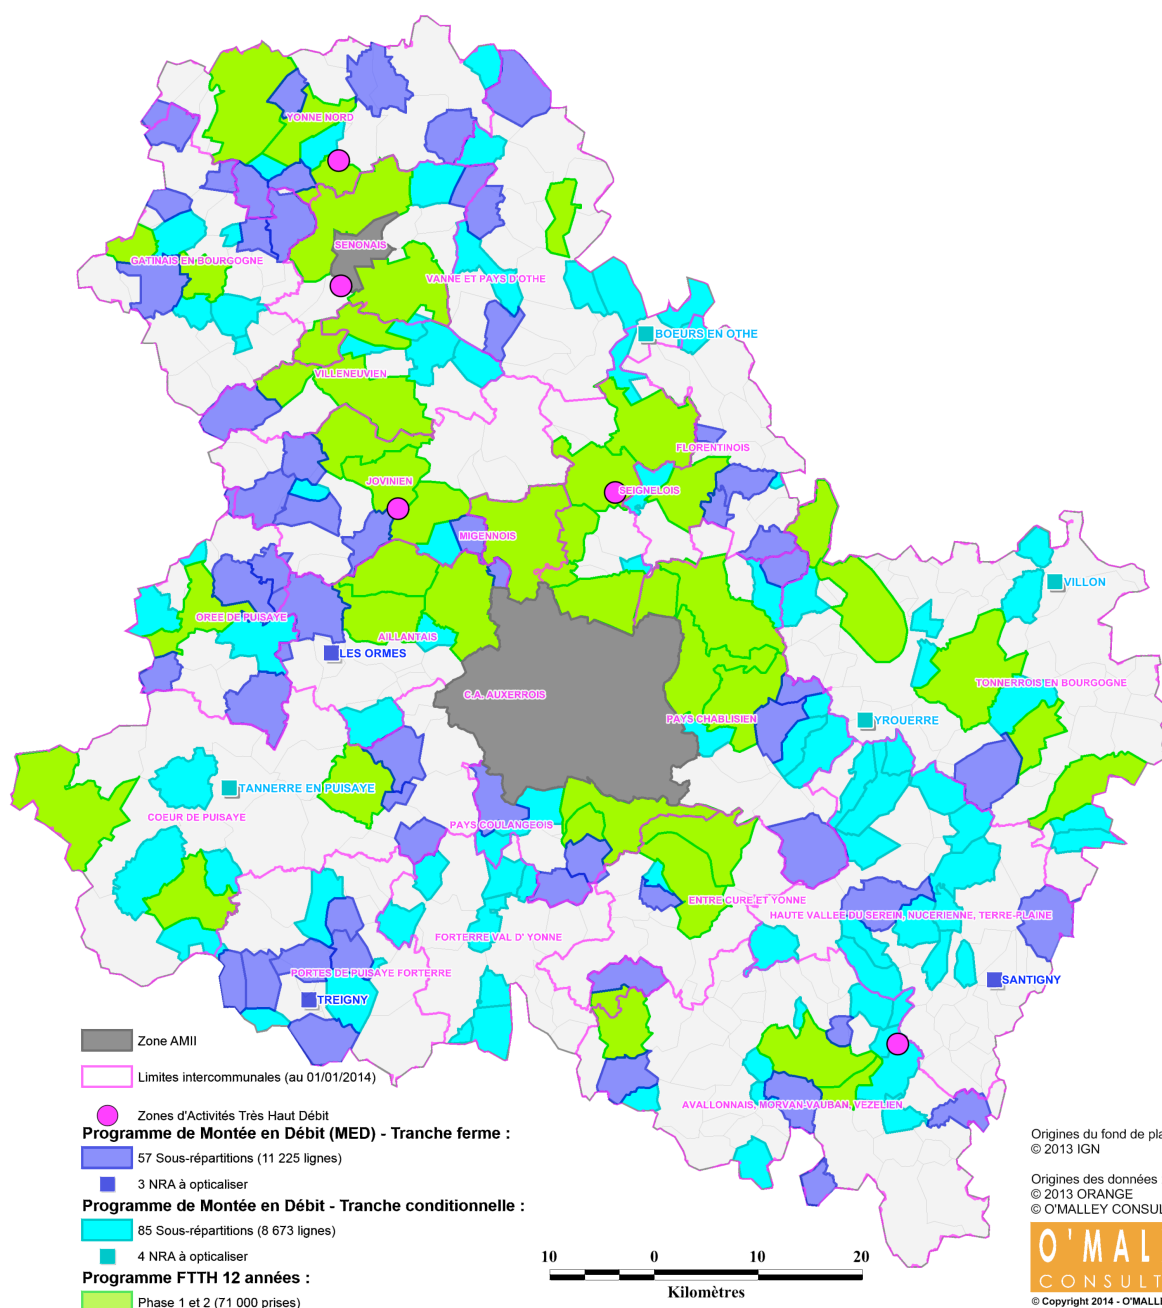 YONNE NORD
SENONAIS
GATINAIS EN BOURGOGNE
VANNE ET PAYS D'OTHE
BOEURS EN OTHE
VILLENEUVIEN
FLORENTINOIS
JOVINIEN
SEIGNELOIS
MIGENNOIS
VILLON
OREE DE PUISAYE
AILLANTAIS
LES ORMES
TONNERROIS EN BOURGOGNE
C.A. AUXERROIS
PAYS CHABLISIEN
YROUERRE
TANNERRE EN PUISAYE
COEUR DE PUISAYE
PAYS COULANGEOIS
ENTRE CURE ET YONNE
HAUTE VALLEE DU SEREIN, NUCERIENNE, TERRE-PLAINE
FORTERRE VAL D' YONNE
PORTES DE PUISAYE FORTERRE
SANTIGNY
TREIGNY
AVALLONNAIS, MORVAN-VAUBAN, VEZELIEN
Zone AMII
Limites intercommunales (au 01/01/2014)
Zones d'Activités Très Haut Débit
Programme de Montée en Débit (MED) - Tranche ferme :
57 Sous-répartitions (11 225 lignes)
3 NRA à opticaliser
Programme de Montée en Débit - Tranche conditionnelle :
85 Sous-répartitions (8 673 lignes)
4 NRA à opticaliser
Programme FTTH 12 années :
Phase 1 et 2 (71 000 prises)
10 0 10 20
Kilomètres
Origines du fond de pla
© 2013 IGN
Origines des données
© 2013 ORANGE
© O'MALLEY CONSUL
O'MAL
CONSULT
© Copyright 2014 - O'MALLE